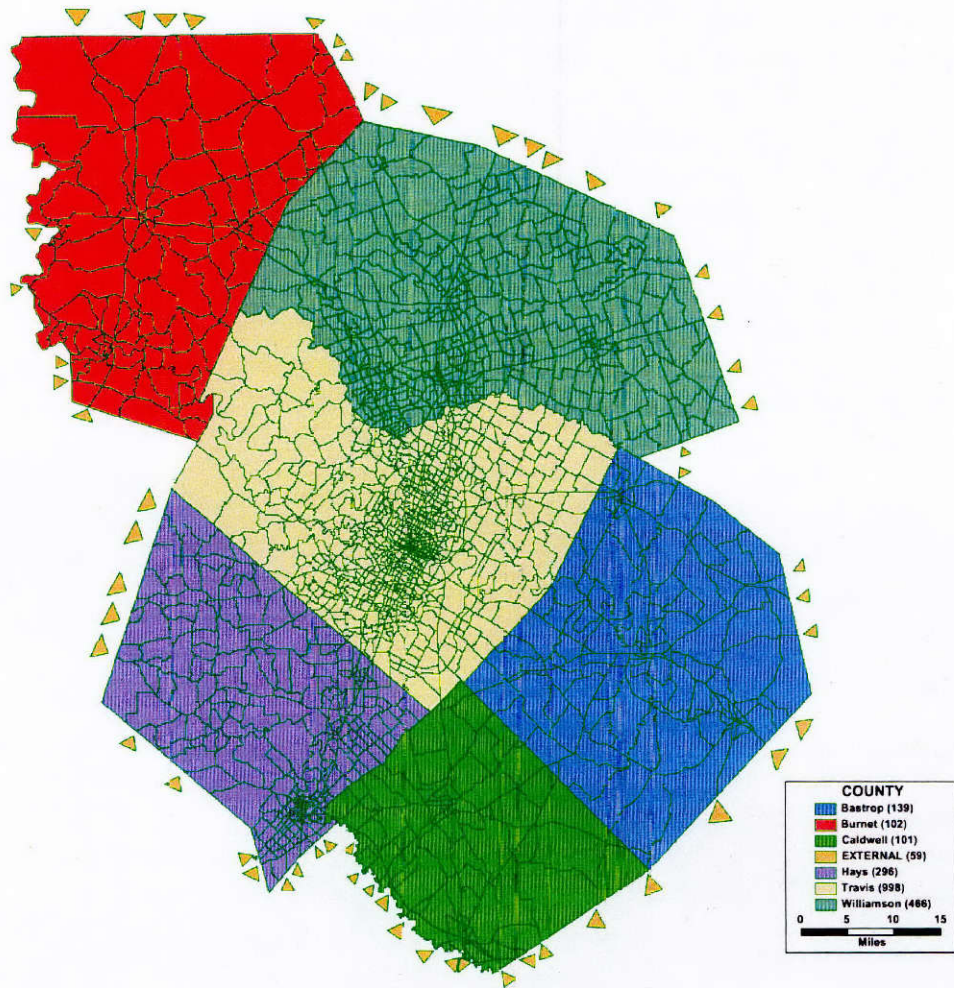 COUNTY
Bastrop (139)
Burnet (102)
Caldwell (101)
EXTERNAL (59)
Hays (296)
Travis (998)
Williamson (466)
0 5 10 15
Miles